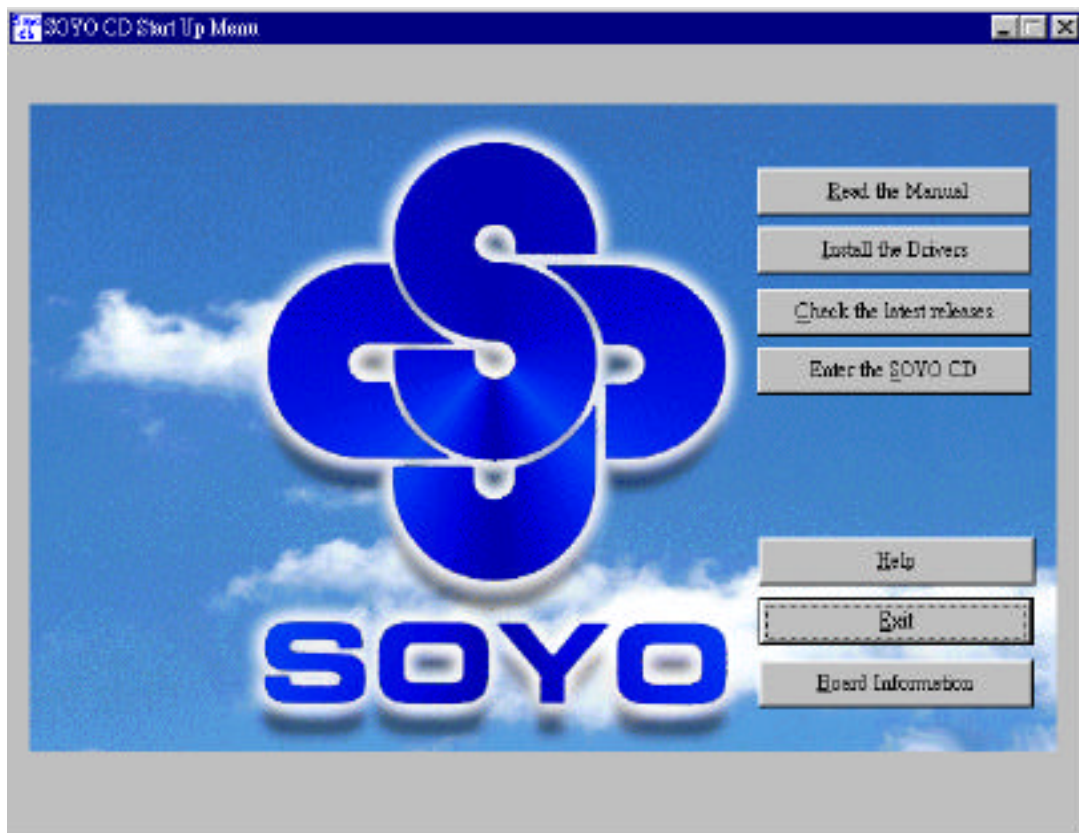 SOYO CD Start Up Menu
Read the Manual
Install the Drivers
Check the latest releases
Enter the SOYO CD
Help
Exit
Board Information
SOYO